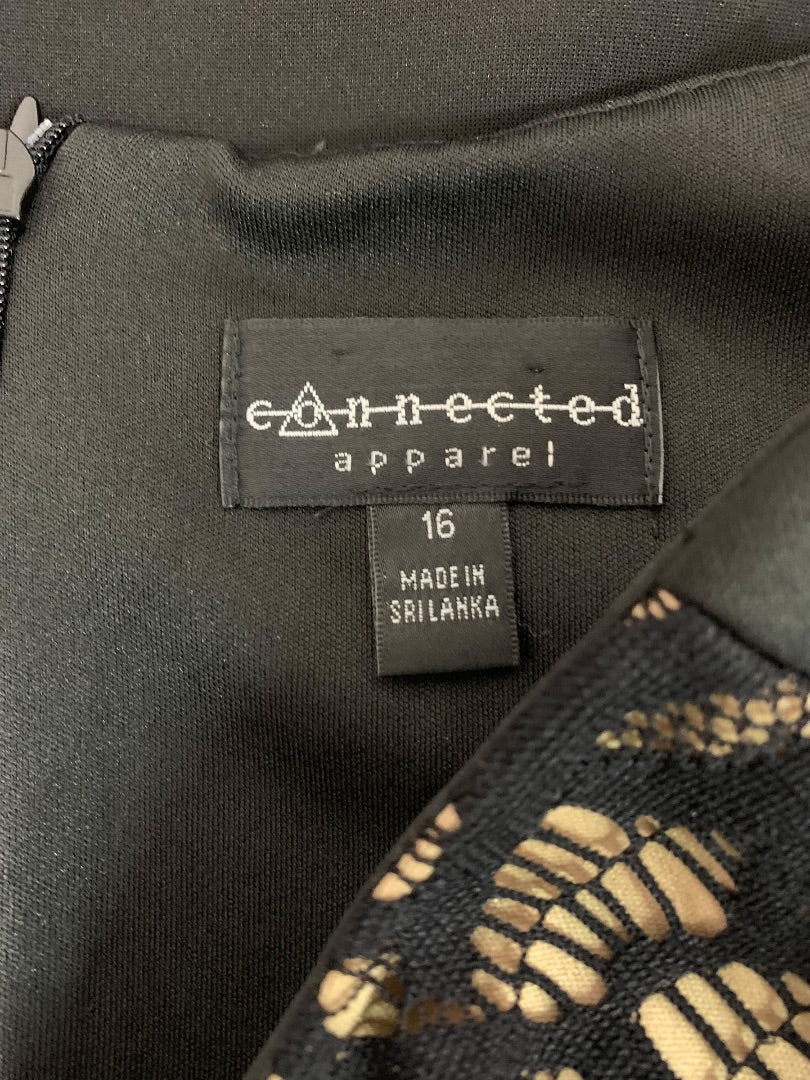 connected
apparel
16
MADE IN
SRI LANKA